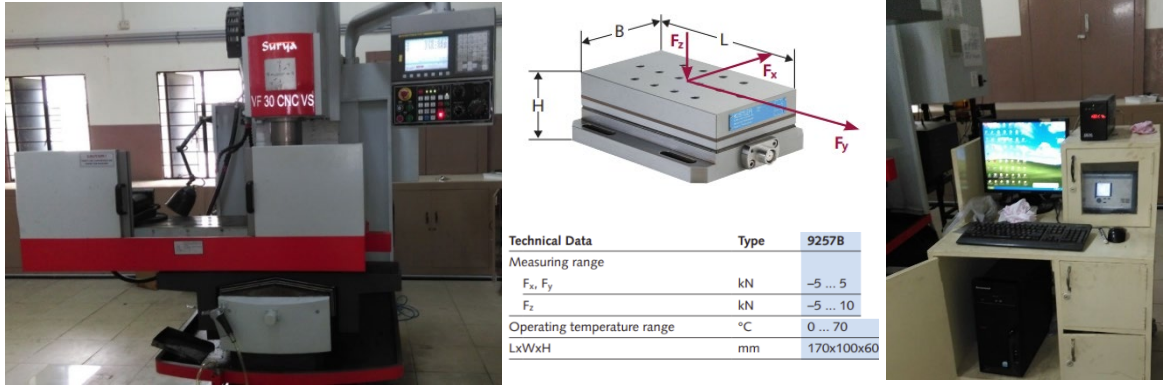 Surya
VF 30 CNC VS
B
L
H
Fz
Fx
Fy
Technical Data Type 9257B
Measuring range
Fx, Fy kN –5 ... 5
Fz kN –5 ... 10
Operating temperature range °C 0 ... 70
LxWxH mm 170x100x60